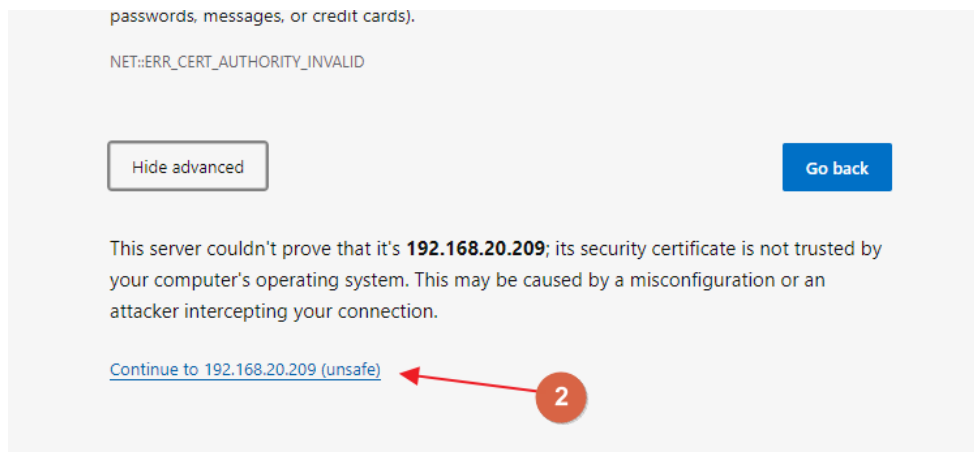 passwords, messages, or credit cards).
NET::ERR_CERT_AUTHORITY_INVALID
Hide advanced
Go back
This server couldn't prove that it's 192.168.20.209; its security certificate is not trusted by
your computer's operating system. This may be caused by a misconfiguration or an
attacker intercepting your connection.
Continue to 192.168.20.209 (unsafe)
2